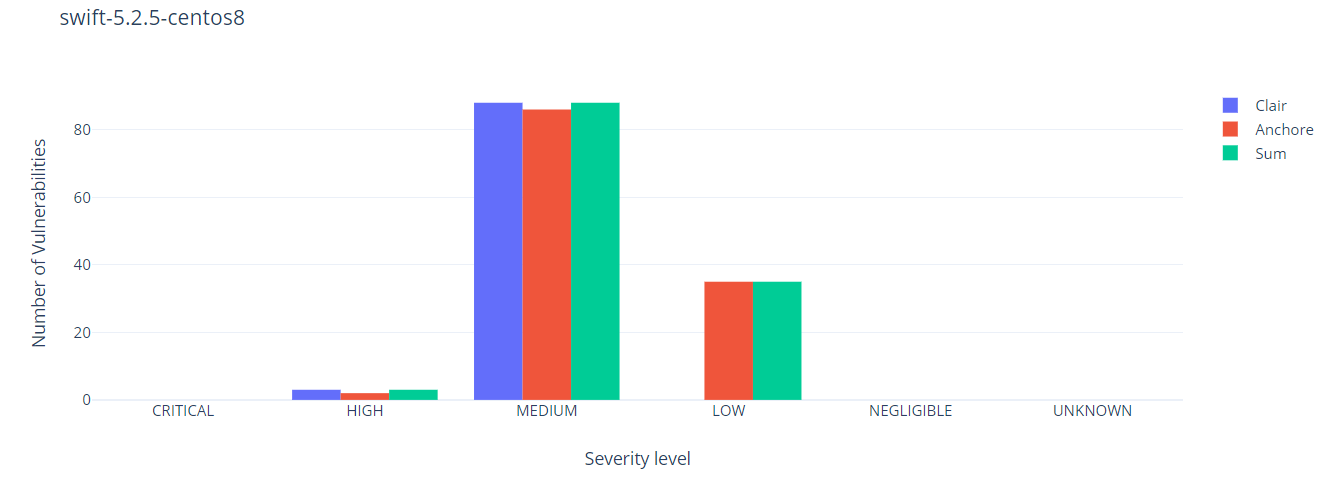 swift-5.2.5-centos8
Clair
Anchore
Sum
Number of Vulnerabilities
80
60
40
20
0
CRITICAL HIGH MEDIUM LOW NEGLIGIBLE UNKNOWN
Severity level